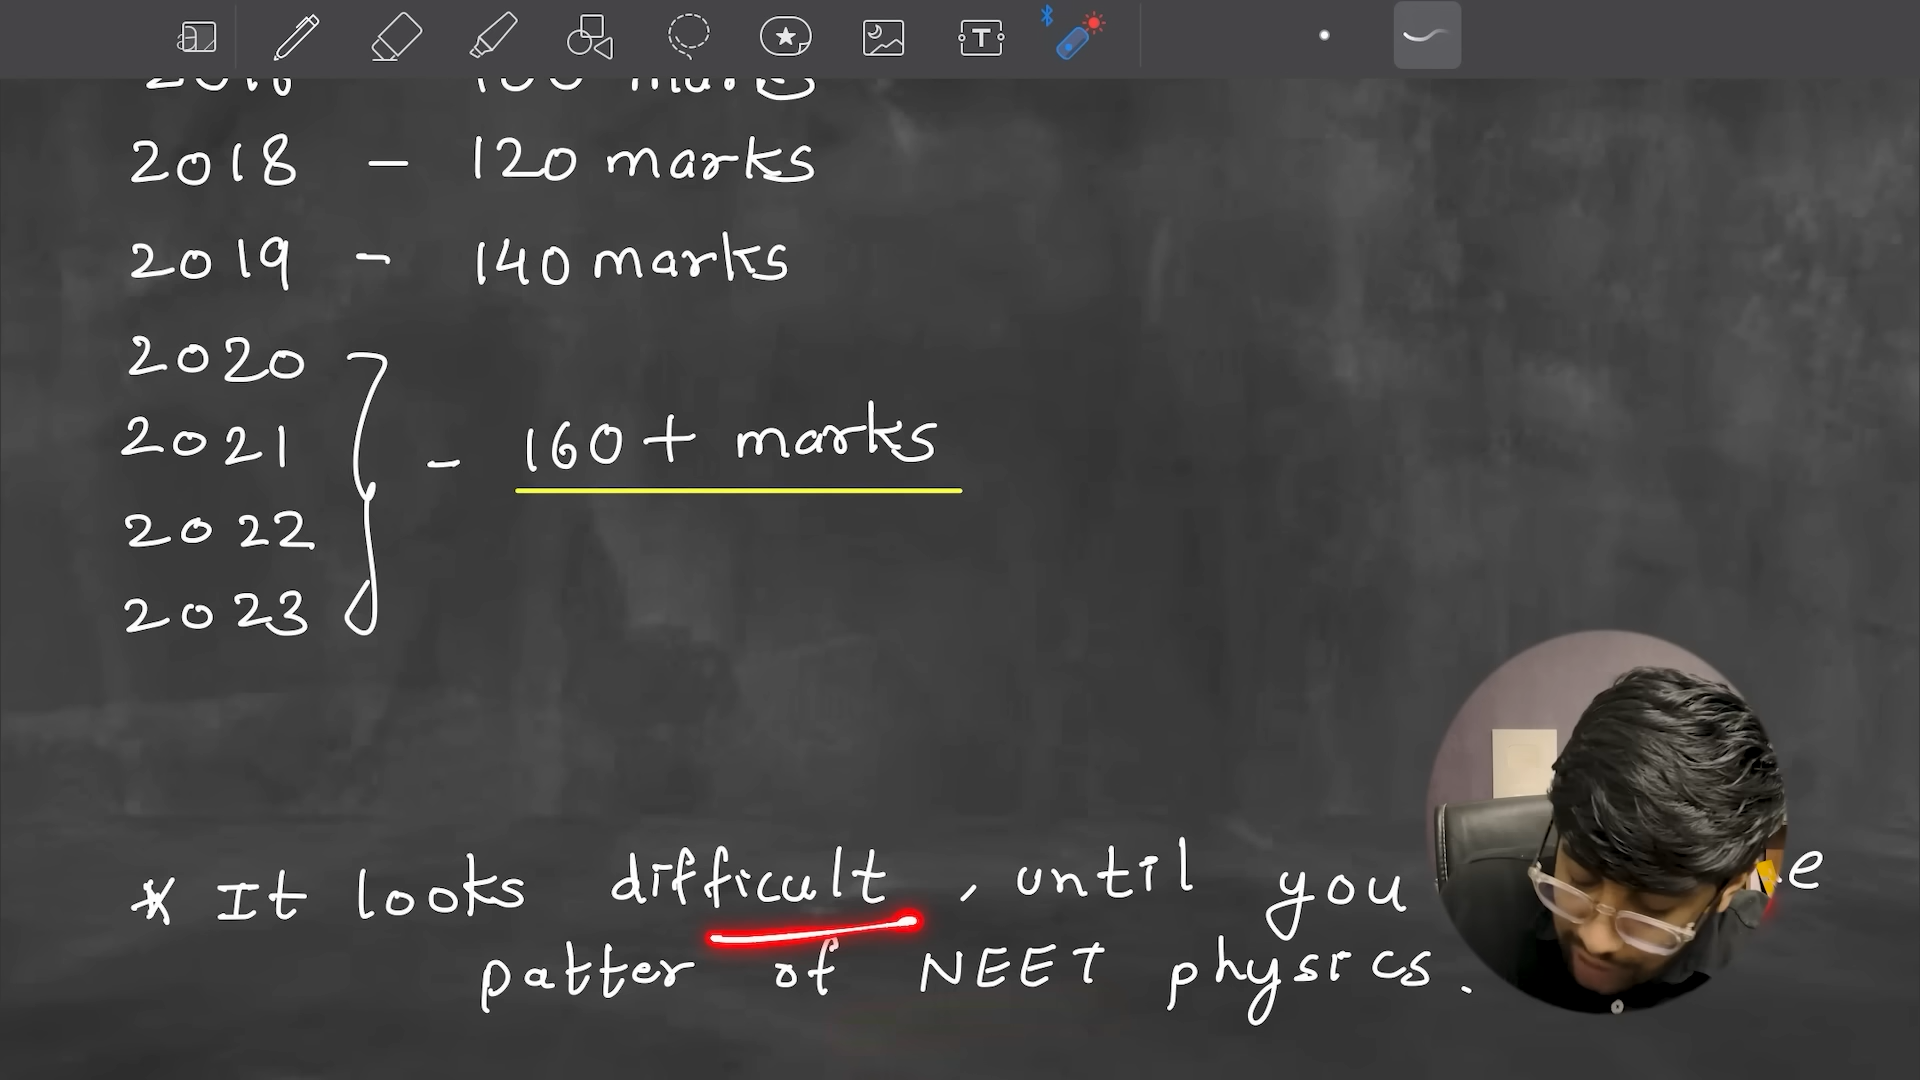 2018 - 120 marks
2019 - 140 marks
2020
2021 - 160+ marks
2022
2023
* It looks difficult, until you
patter of NEET physics.